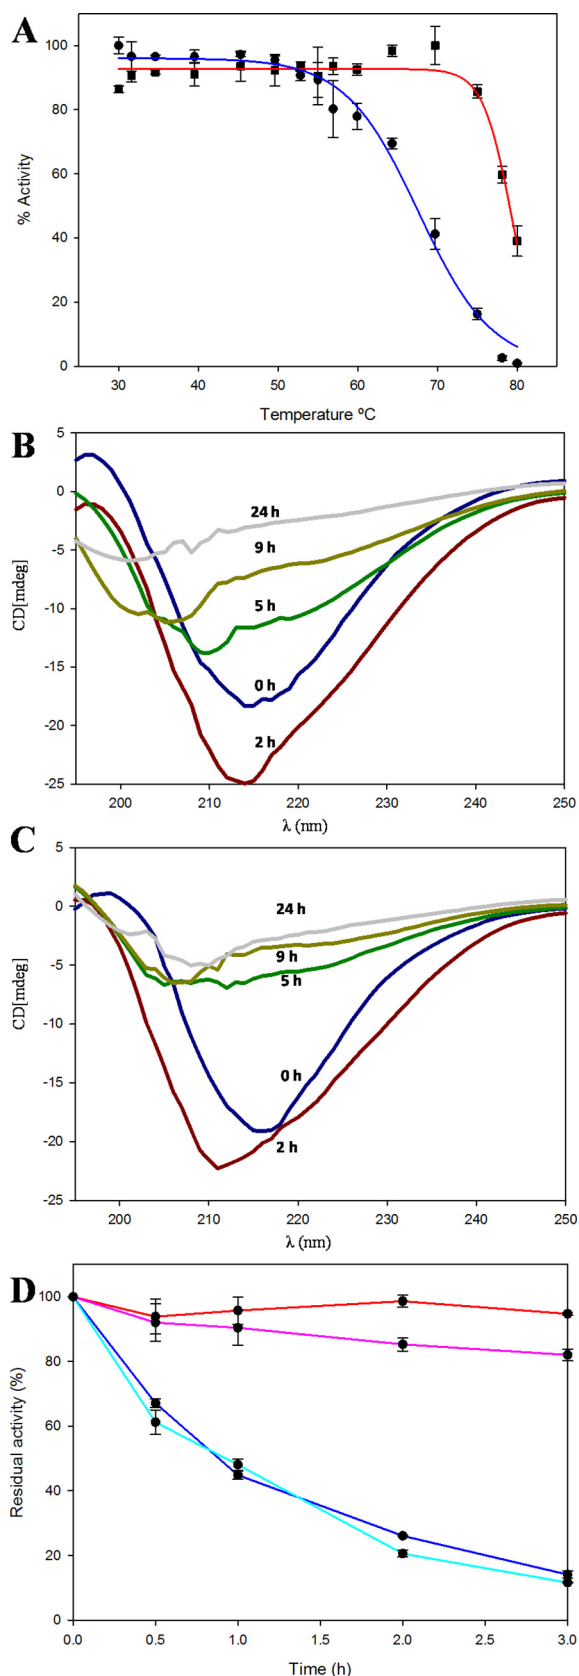 A
100
80
60
40
20
0
% Activity
30
40
50
60
70
80
Temperature ºC
B
5
0
-5
-10
-15
-20
-25
CD[mdeg]
24 h
9 h
5 h
0 h
2 h
200
210
220
230
240
250
λ (nm)
C
5
0
-5
-10
-15
-20
-25
CD[mdeg]
24 h
9 h
5 h
0 h
2 h
200
210
220
230
240
250
λ (nm)
D
100
80
60
40
20
0
Residual activity (%)
0.0
0.5
1.0
1.5
2.0
2.5
3.0
Time (h)